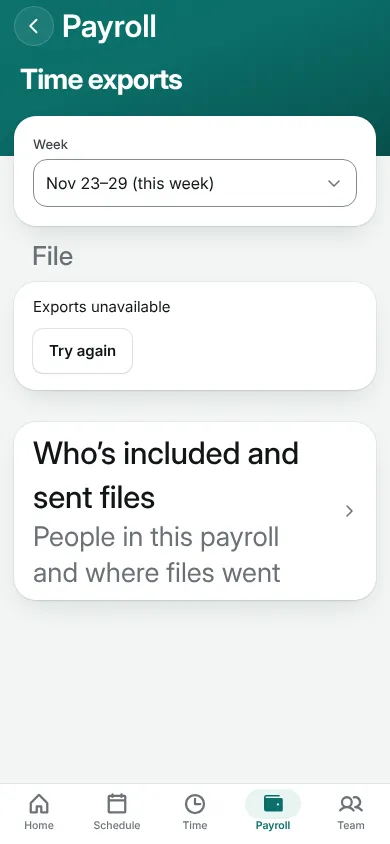 Payroll
Time exports
Week
Nov 23–29 (this week)
File
Exports unavailable
Try again
Who’s included and
sent files
People in this payroll
and where files went
Home
Schedule
Time
Payroll
Team